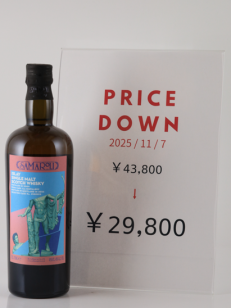 SAMAROLI
SINGLE MALT
SCOTCH WHISKY
PRICE
DOWN
2025 / 11 / 7
¥43,800
↓
¥29,800